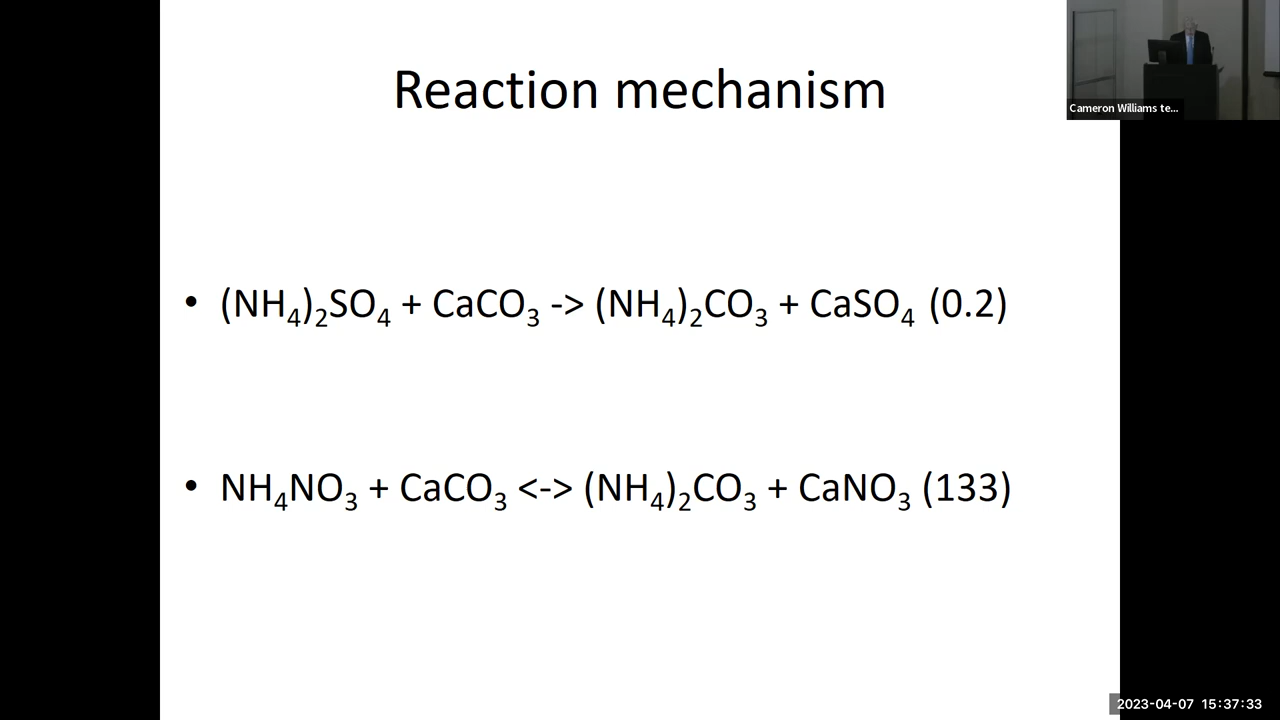 Reaction mechanism
Cameron Williams te...
• (NH₄)₂SO₄ + CaCO₃ -> (NH₄)₂CO₃ + CaSO₄ (0.2)
• NH₄NO₃ + CaCO₃ <-> (NH₄)₂CO₃ + CaNO₃ (133)
2023-04-07 15:37:33